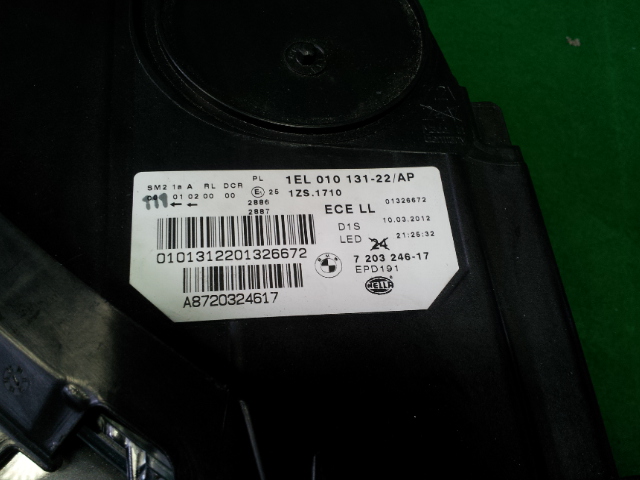 PL 1EL 010 131-22/AP
SM2 1a A RL DCR E 25 1ZS.1710
01 02 00 00 2886 ECE LL 01326672
2887 D1S 10.03.2012
LED 24 21:25:32
0101312201326672 BMW 7 203 246-17
EPD191
A8720324617 HELLA